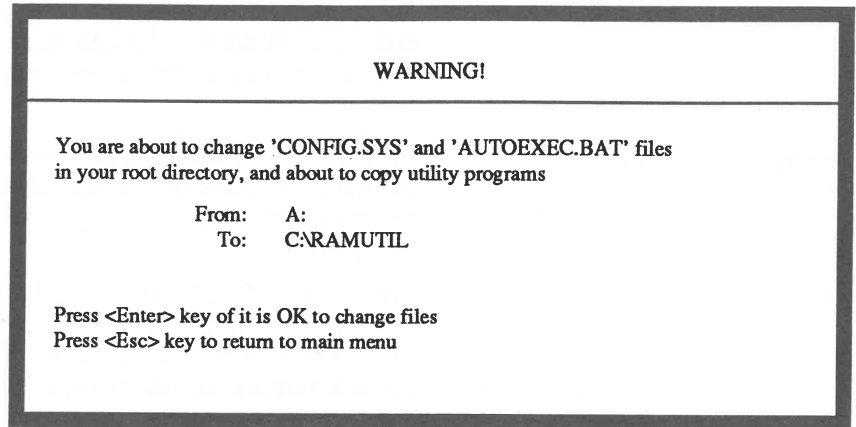 WARNING!
You are about to change 'CONFIG.SYS' and 'AUTOEXEC.BAT' files
in your root directory, and about to copy utility programs
From: A:
To: C:\RAMUTIL
Press <Enter> key of it is OK to change files
Press <Esc> key to return to main menu